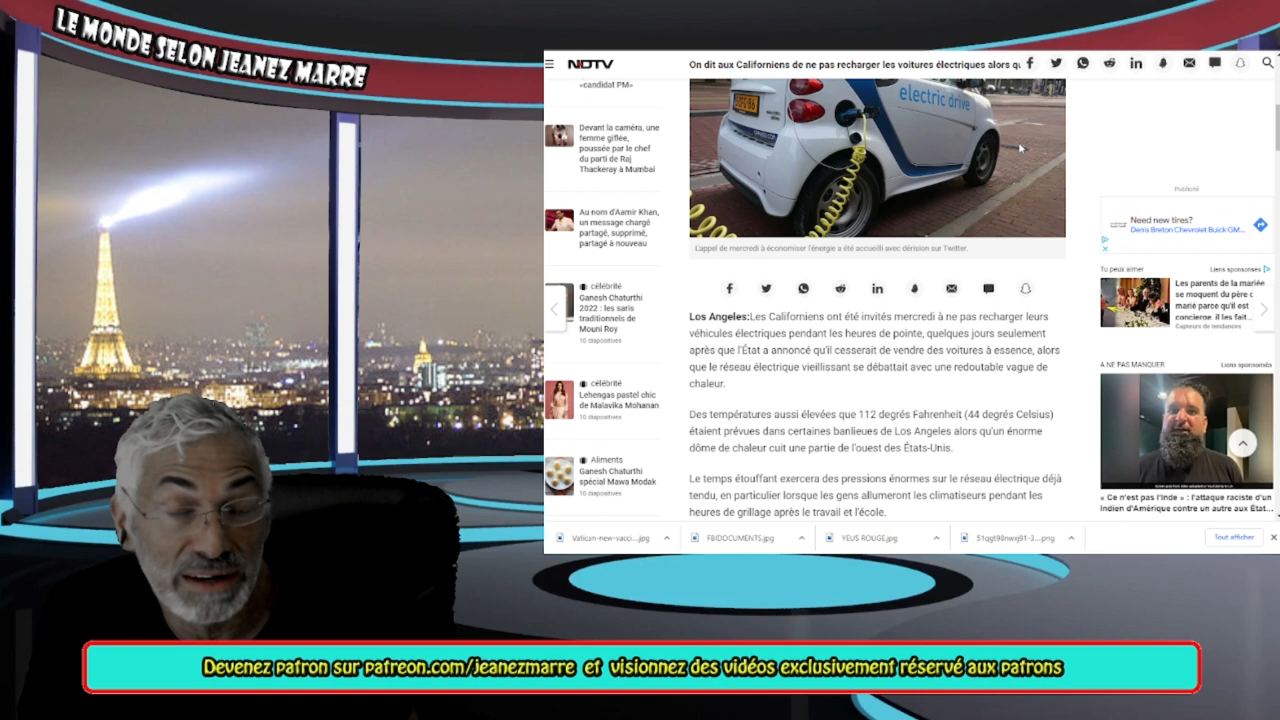 LE MONDE SELON JEANEZ MARRE
NDTV
On dit aux Californiens de ne pas recharger les voitures électriques alors qu
«candidat PM»
Devant la caméra, une
femme giflée,
poussée par le chef
du parti de Raj
Thackeray à Mumbai
Au nom d'Aamir Khan,
un message chargé
partagé, supprimé,
partagé à nouveau
célébrité
Ganesh Chaturthi
2022 : les saris
traditionnels de
Mouni Roy
10 diapositives
célébrité
Lehengas pastel chic
de Malavika Mohanan
10 diapositives
Aliments
Ganesh Chaturthi
spécial Mawa Modak
10 diapositives
electric drive
L'appel de mercredi à économiser l'énergie a été accueilli avec dérision sur Twitter.
Los Angeles:Les Californiens ont été invités mercredi à ne pas recharger leurs
véhicules électriques pendant les heures de pointe, quelques jours seulement
après que l'État a annoncé qu'il cesserait de vendre des voitures à essence, alors
que le réseau électrique vieillissant se débattait avec une redoutable vague de
chaleur.
Des températures aussi élevées que 112 degrés Fahrenheit (44 degrés Celsius)
étaient prévues dans certaines banlieues de Los Angeles alors qu'un énorme
dôme de chaleur cuit une partie de l'ouest des États-Unis.
Le temps étouffant exercera des pressions énormes sur le réseau électrique déjà
tendu, en particulier lorsque les gens allumeront les climatiseurs pendant les
heures de grillage après le travail et l'école.
Publicité
Need new tires?
Denis Breton Chevrolet Buick GM...
Tu peux aimer
Liens sponsorisés
Les parents de la mariée
se moquent du père c
marié parce qu'il est
concierge, il les fait...
Capteurs de tendances
A NE PAS MANQUER
Liens sponsorisés
« Ce n'est pas l'Inde » : l'attaque raciste d'un
Indien d'Amérique contre un autre aux État...
Vatican-new-vacci....jpg
FBIDOCUMENTS.jpg
YEUS ROUGE.jpg
51qgt98nwxj91-3....png
Tout afficher
Devenez patron sur patreon.com/jeanezmarre et visionnez des vidéos exclusivement réservé aux patrons